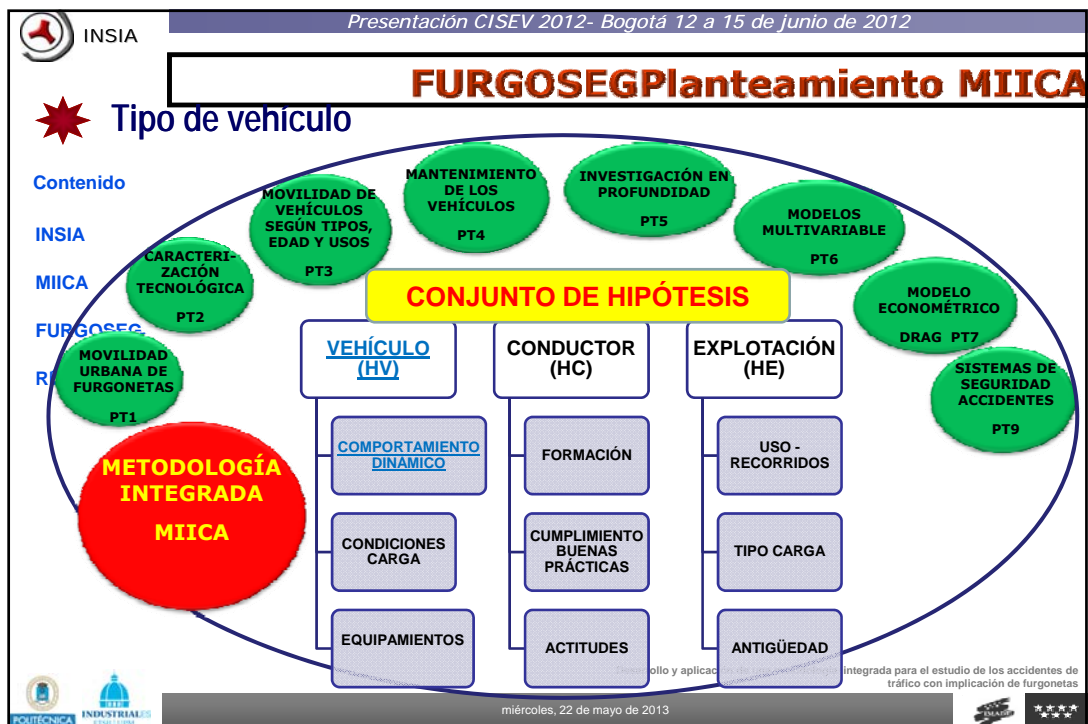 INSIA
Presentación CISEV 2012- Bogotá 12 a 15 de junio de 2012
FURGOSEGPlanteamiento MIICA
Tipo de vehículo
Contenido
INSIA
MIICA
FURGOSEG
MOVILIDAD
URBANA DE
FURGONETAS
PT1
CARACTERI-
ZACIÓN
TECNOLÓGICA
PT2
MOVILIDAD DE
VEHÍCULOS
SEGÚN TIPOS,
EDAD Y USOS
PT3
MANTENIMIENTO
DE LOS
VEHÍCULOS
PT4
INVESTIGACIÓN EN
PROFUNDIDAD
PT5
MODELOS
MULTIVARIABLE
PT6
MODELO
ECONOMÉTRICO
DRAG PT7
SISTEMAS DE
SEGURIDAD
ACCIDENTES
PT9
METODOLOGÍA
INTEGRADA
MIICA
CONJUNTO DE HIPÓTESIS
VEHÍCULO
(HV)
COMPORTAMIENTO
DINÁMICO
CONDICIONES
CARGA
EQUIPAMIENTOS
CONDUCTOR
(HC)
FORMACIÓN
CUMPLIMIENTO
BUENAS
PRÁCTICAS
ACTITUDES
EXPLOTACIÓN
(HE)
USO -
RECORRIDOS
TIPO CARGA
ANTIGÜEDAD
ollo y aplicación integrada para el estudio de los accidentes de
tráfico con implicación de furgonetas
POLITÉCNICA
INDUSTRIALES
miércoles, 22 de mayo de 2013